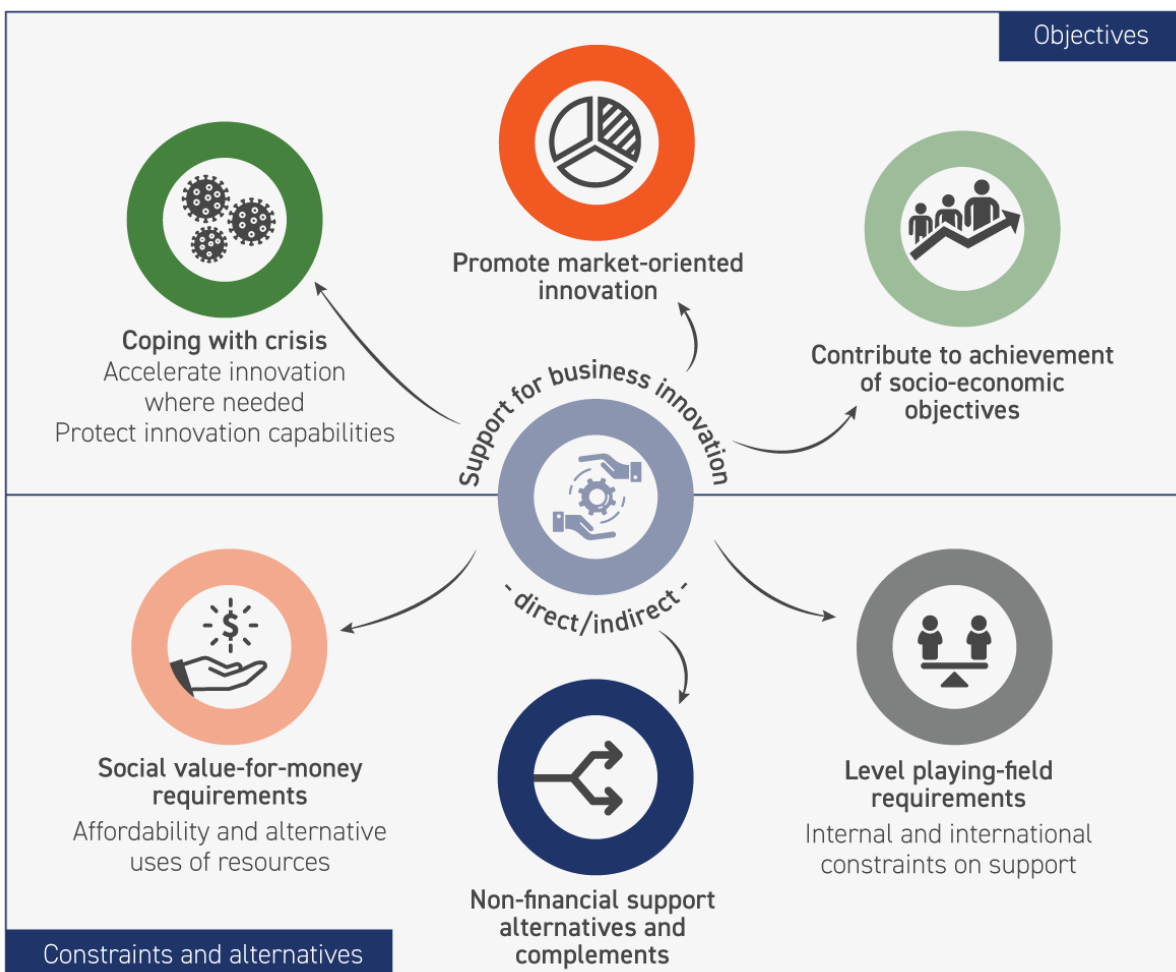 Objectives
Promote market-oriented
innovation
Coping with crisis
Accelerate innovation
where needed
Protect innovation capabilities
Contribute to achievement
of socio-economic
objectives
Support for business innovation
- direct/indirect -
$
Social value-for-money
requirements
Affordability and alternative
uses of resources
Level playing-field
requirements
Internal and international
constraints on support
Non-financial support
alternatives and
complements
Constraints and alternatives